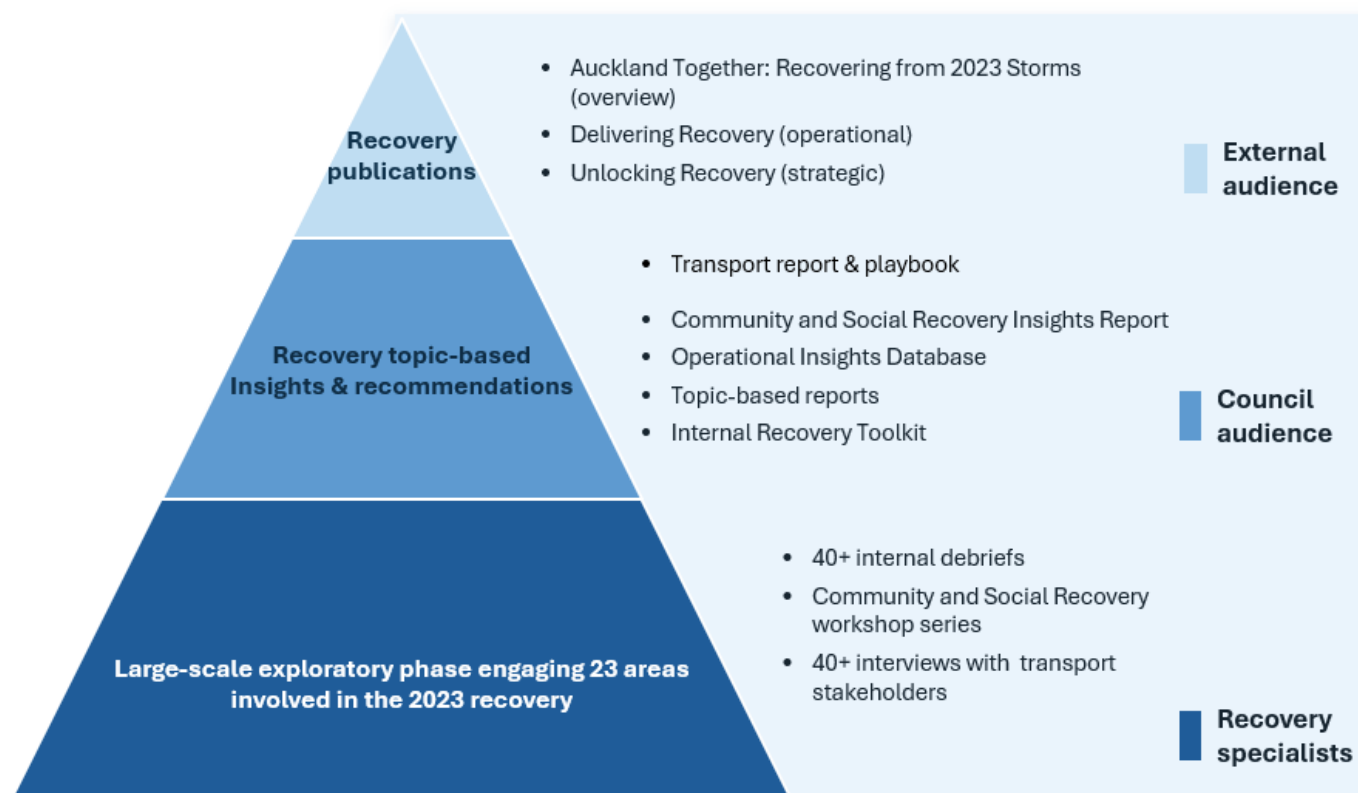 • Auckland Together: Recovering from 2023 Storms
(overview)
• Delivering Recovery (operational)
• Unlocking Recovery (strategic)
Recovery
publications
External
audience
• Transport report & playbook
• Community and Social Recovery Insights Report
• Operational Insights Database
• Topic-based reports
• Internal Recovery Toolkit
Recovery topic-based
Insights & recommendations
Council
audience
• 40+ internal debriefs
• Community and Social Recovery
workshop series
• 40+ interviews with transport
stakeholders
Large-scale exploratory phase engaging 23 areas
involved in the 2023 recovery
Recovery
specialists